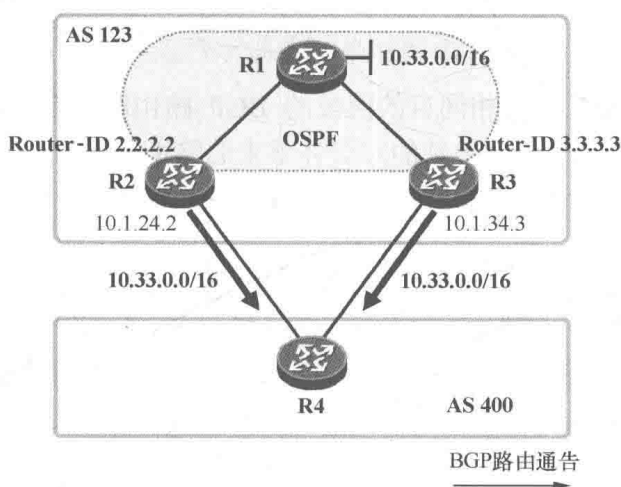 AS 123
R1
10.33.0.0/16
OSPF
Router-ID 2.2.2.2
Router-ID 3.3.3.3
R2
R3
10.1.24.2
10.1.34.3
10.33.0.0/16
10.33.0.0/16
R4
AS 400
BGP路由通告